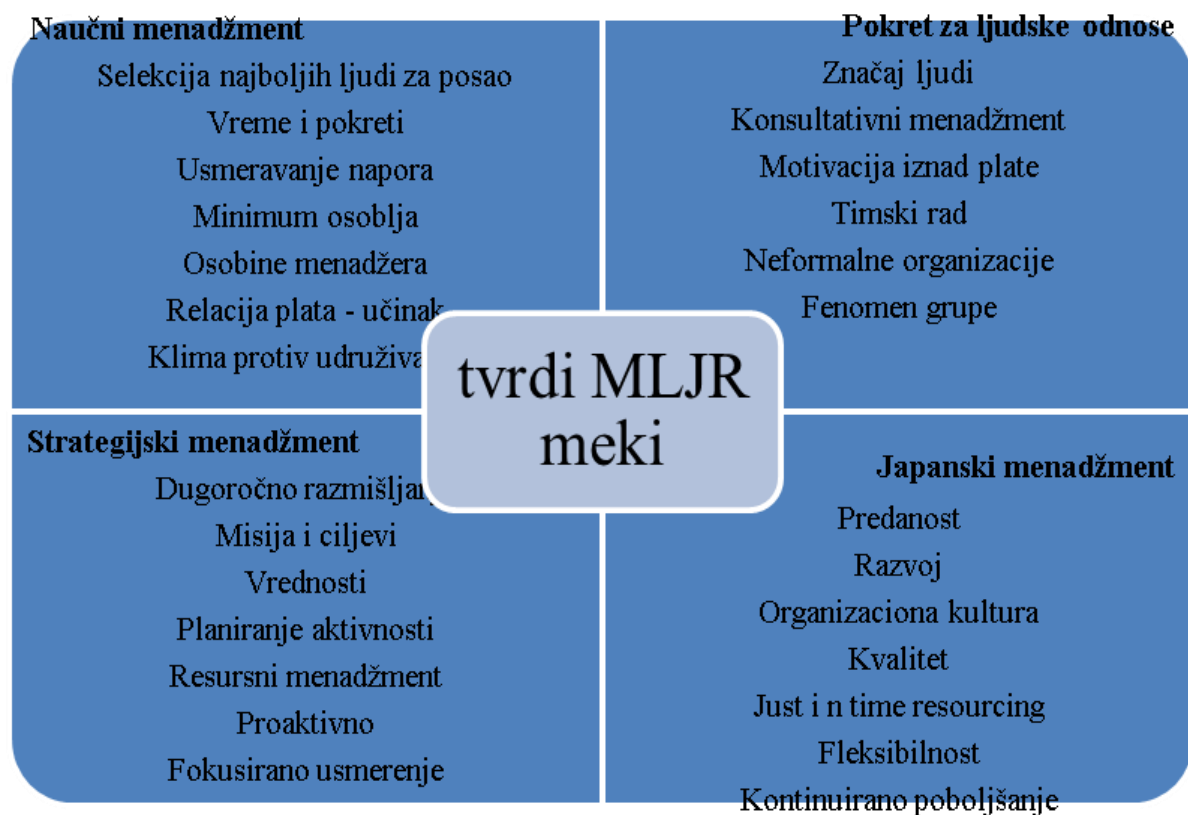 Naučni menadžment
Selekcija najboljih ljudi za posao
Vreme i pokreti
Usmeravanje napora
Minimum osoblja
Osobine menadžera
Relacija plata - učinak
Klima protiv
Pokret za ljudske odnose
Značaj ljudi
Konsultativni menadžment
Motivacija iznad plate
Timski rad
Neformalne organizacije
Fenomen grupe
tvrdi MLJR
meki
Strategijski menadžment
Dugoročno
Misija i ciljevi
Vrednosti
Planiranje aktivnosti
Resursni menadžment
Proaktivno
Fokusirano usmerenje
Japanski menadžment
Predanost
Razvoj
Organizaciona kultura
Kvalitet
Just i n time resourcing
Fleksibilnost
Kontinuirano poboljšanje